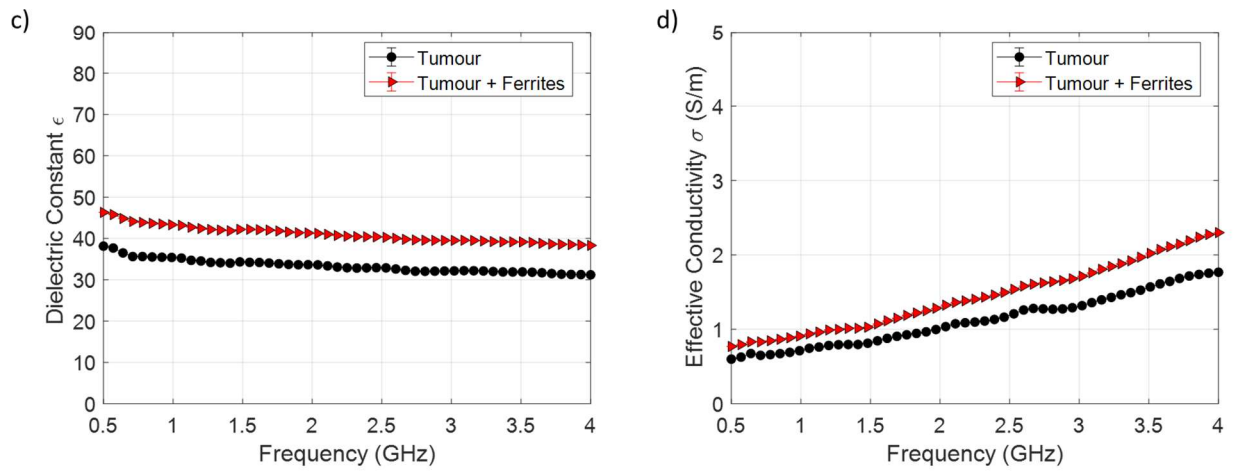 c)
Dielectric Constant ϵ
90
80
70
60
50
40
30
20
10
0
0.5 1 1.5 2 2.5 3 3.5 4
Frequency (GHz)
Tumour
Tumour + Ferrites
d)
Effective Conductivity σ (S/m)
5
4
3
2
1
0
0.5 1 1.5 2 2.5 3 3.5 4
Frequency (GHz)
Tumour
Tumour + Ferrites